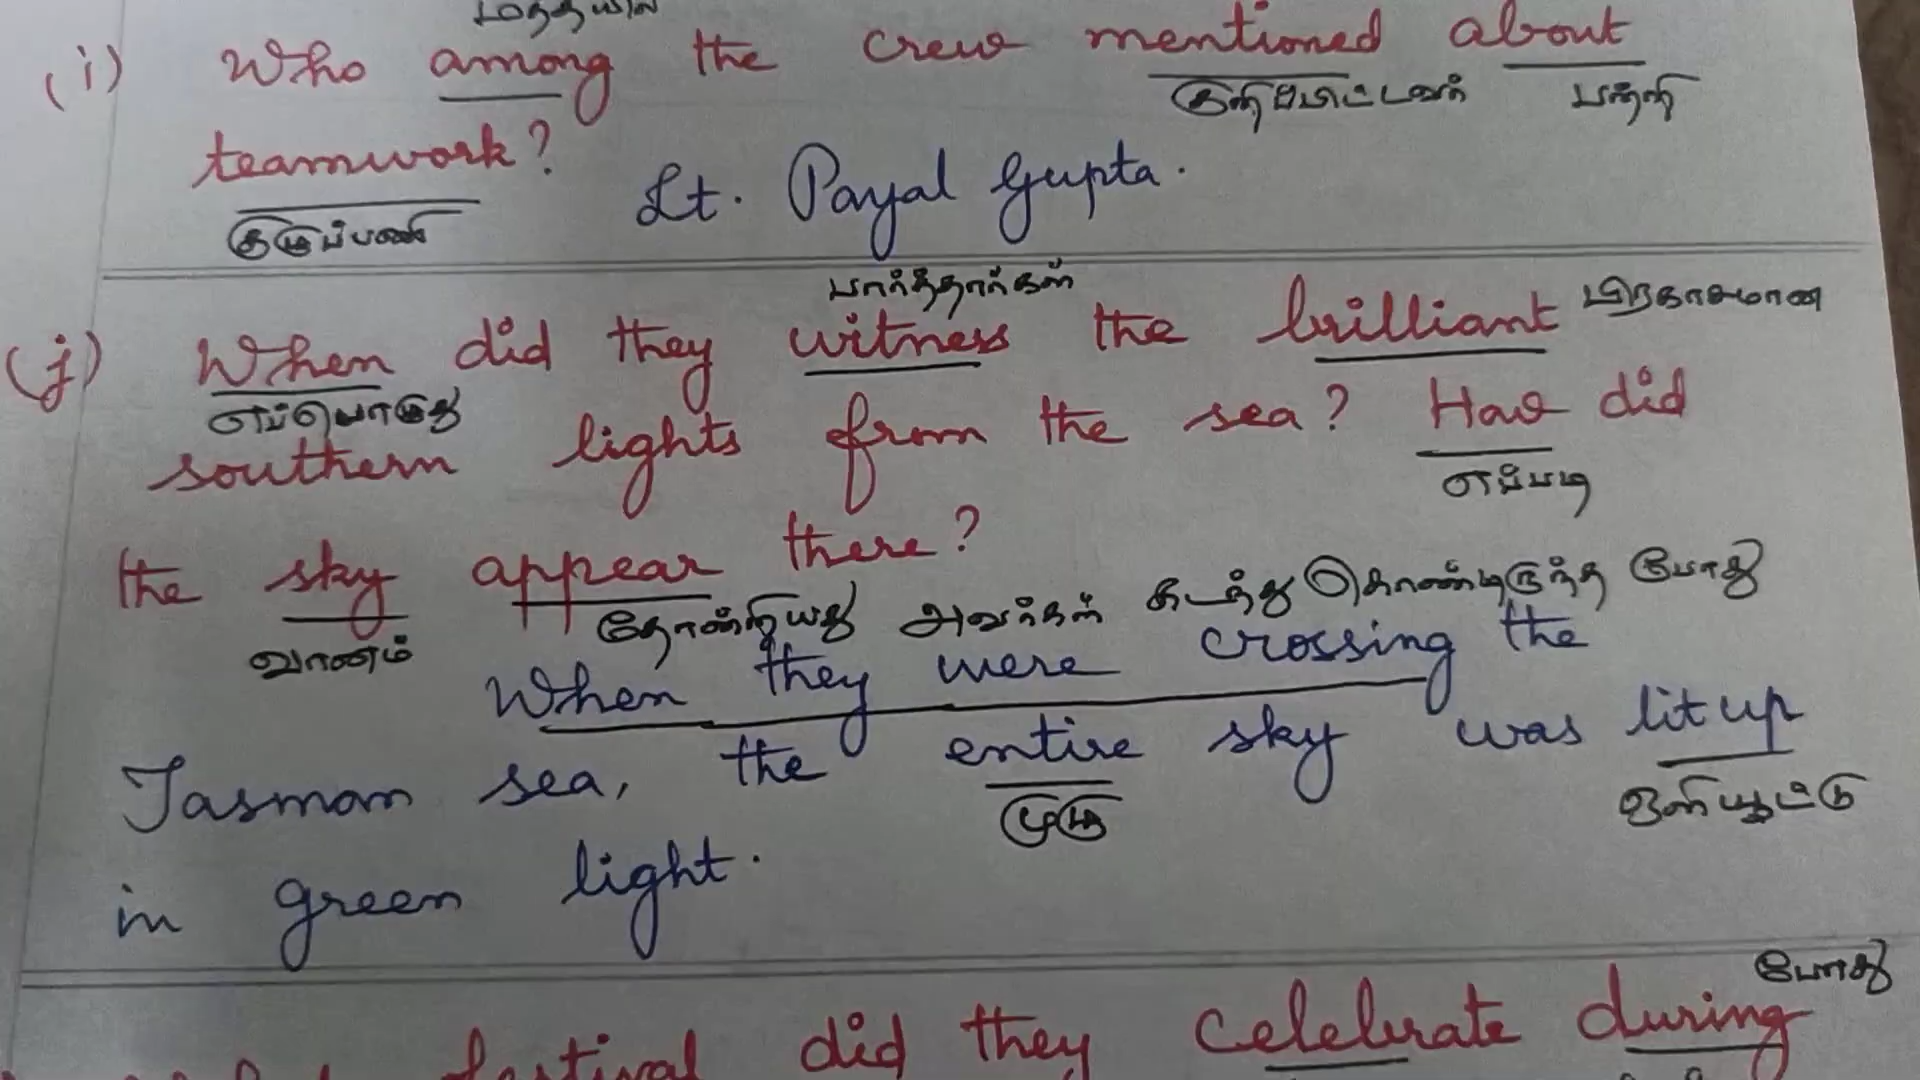 (i) Who among the crew mentioned about
குறிப்பிட்டவர் பற்றி
teamwork?
Lt. Payal Gupta.
குழுப்பணி
பார்த்தார்கள்
(j) When did they witness the brilliant பிரகாசமான
எப்பொழுது
southern lights from the sea? How did
எப்படி
the sky appear there?
வானம் தோன்றியது அவர்கள் கடந்து கொண்டிருந்த போது
When they were crossing the
Tasman sea, the entire sky was lit up
முழு ஒளியூட்டு
in green light.
போது
festival did they celebrate during